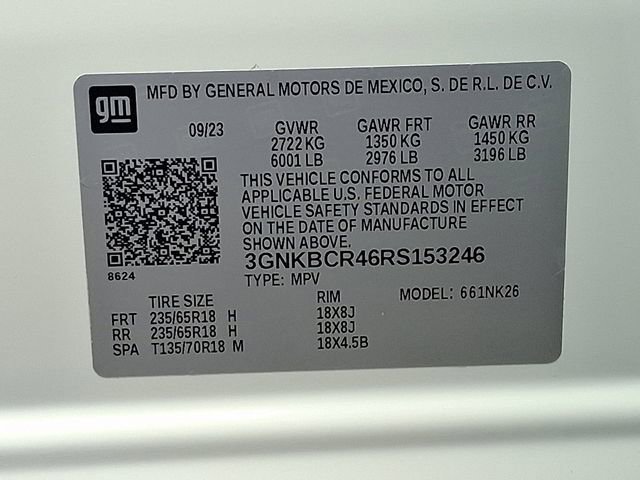 gm MFD BY GENERAL MOTORS DE MEXICO, S. DE R.L. DE C.V.
09/23 GVWR GAWR FRT GAWR RR
2722 KG 1350 KG 1450 KG
6001 LB 2976 LB 3196 LB
THIS VEHICLE CONFORMS TO ALL
APPLICABLE U.S. FEDERAL MOTOR
VEHICLE SAFETY STANDARDS IN EFFECT
ON THE DATE OF MANUFACTURE
SHOWN ABOVE.
3GNKBCR46RS153246
8624
TYPE: MPV
MODEL: 661NK26
TIRE SIZE RIM
FRT 235/65R18 H 18X8J
RR 235/65R18 H 18X8J
SPA T135/70R18 M 18X4.5B